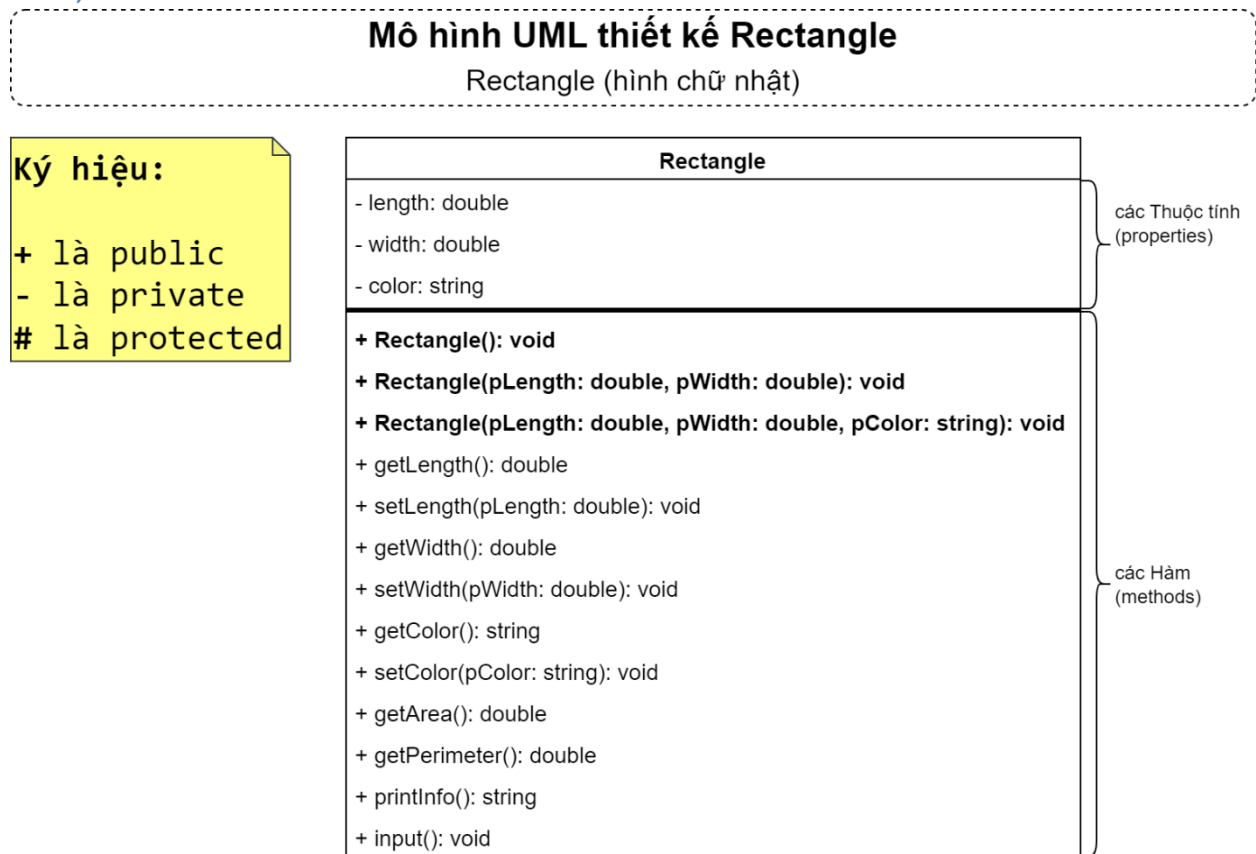 Mô hình UML thiết kế Rectangle
Rectangle (hình chữ nhật)
Ký hiệu:
+ là public
- là private
# là protected
Rectangle
- length: double
- width: double
- color: string
các Thuộc tính
(properties)
+ Rectangle(): void
+ Rectangle(pLength: double, pWidth: double): void
+ Rectangle(pLength: double, pWidth: double, pColor: string): void
+ getLength(): double
+ setLength(pLength: double): void
+ getWidth(): double
+ setWidth(pWidth: double): void
+ getColor(): string
+ setColor(pColor: string): void
+ getArea(): double
+ getPerimeter(): double
+ printInfo(): string
+ input(): void
các Hàm
(methods)